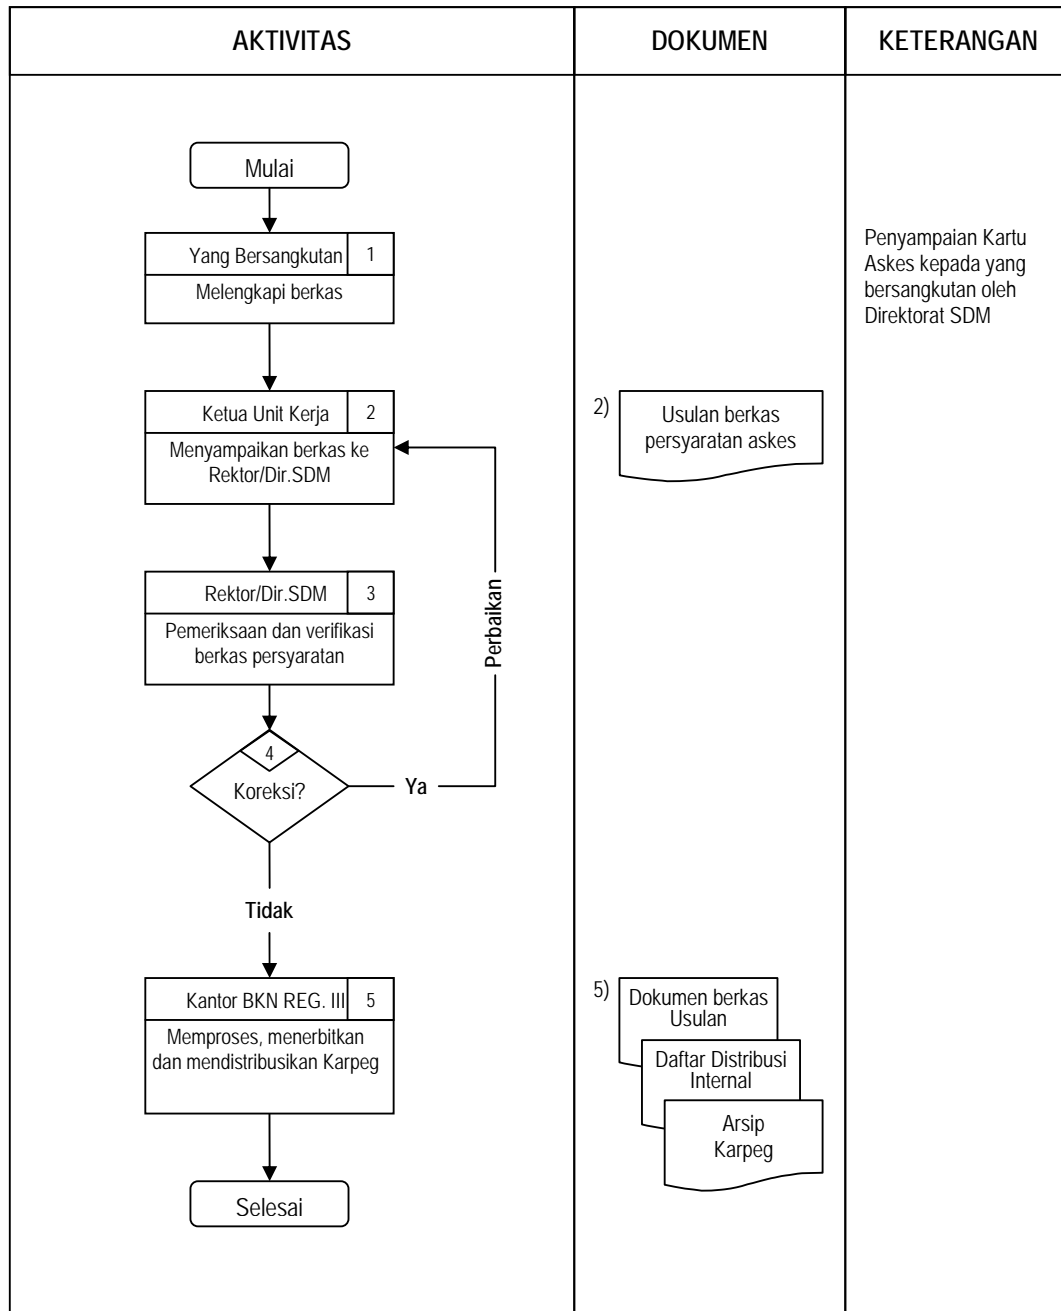 AKTIVITAS
DOKUMEN
KETERANGAN
Mulai
Yang Bersangkutan
1
Melengkapi berkas
Penyampaian Kartu
Askes kepada yang
bersangkutan oleh
Direktorat SDM
Ketua Unit Kerja
2
Menyampaikan berkas ke
Rektor/Dir.SDM
2)
Usulan berkas
persyaratan askes
Rektor/Dir.SDM
3
Pemeriksaan dan verifikasi
berkas persyaratan
Perbaikan
4
Koreksi?
Ya
Tidak
Kantor BKN REG. III
5
Memproses, menerbitkan
dan mendistribusikan Karpeg
5)
Dokumen berkas
Usulan
Daftar Distribusi
Internal
Arsip
Karpeg
Selesai